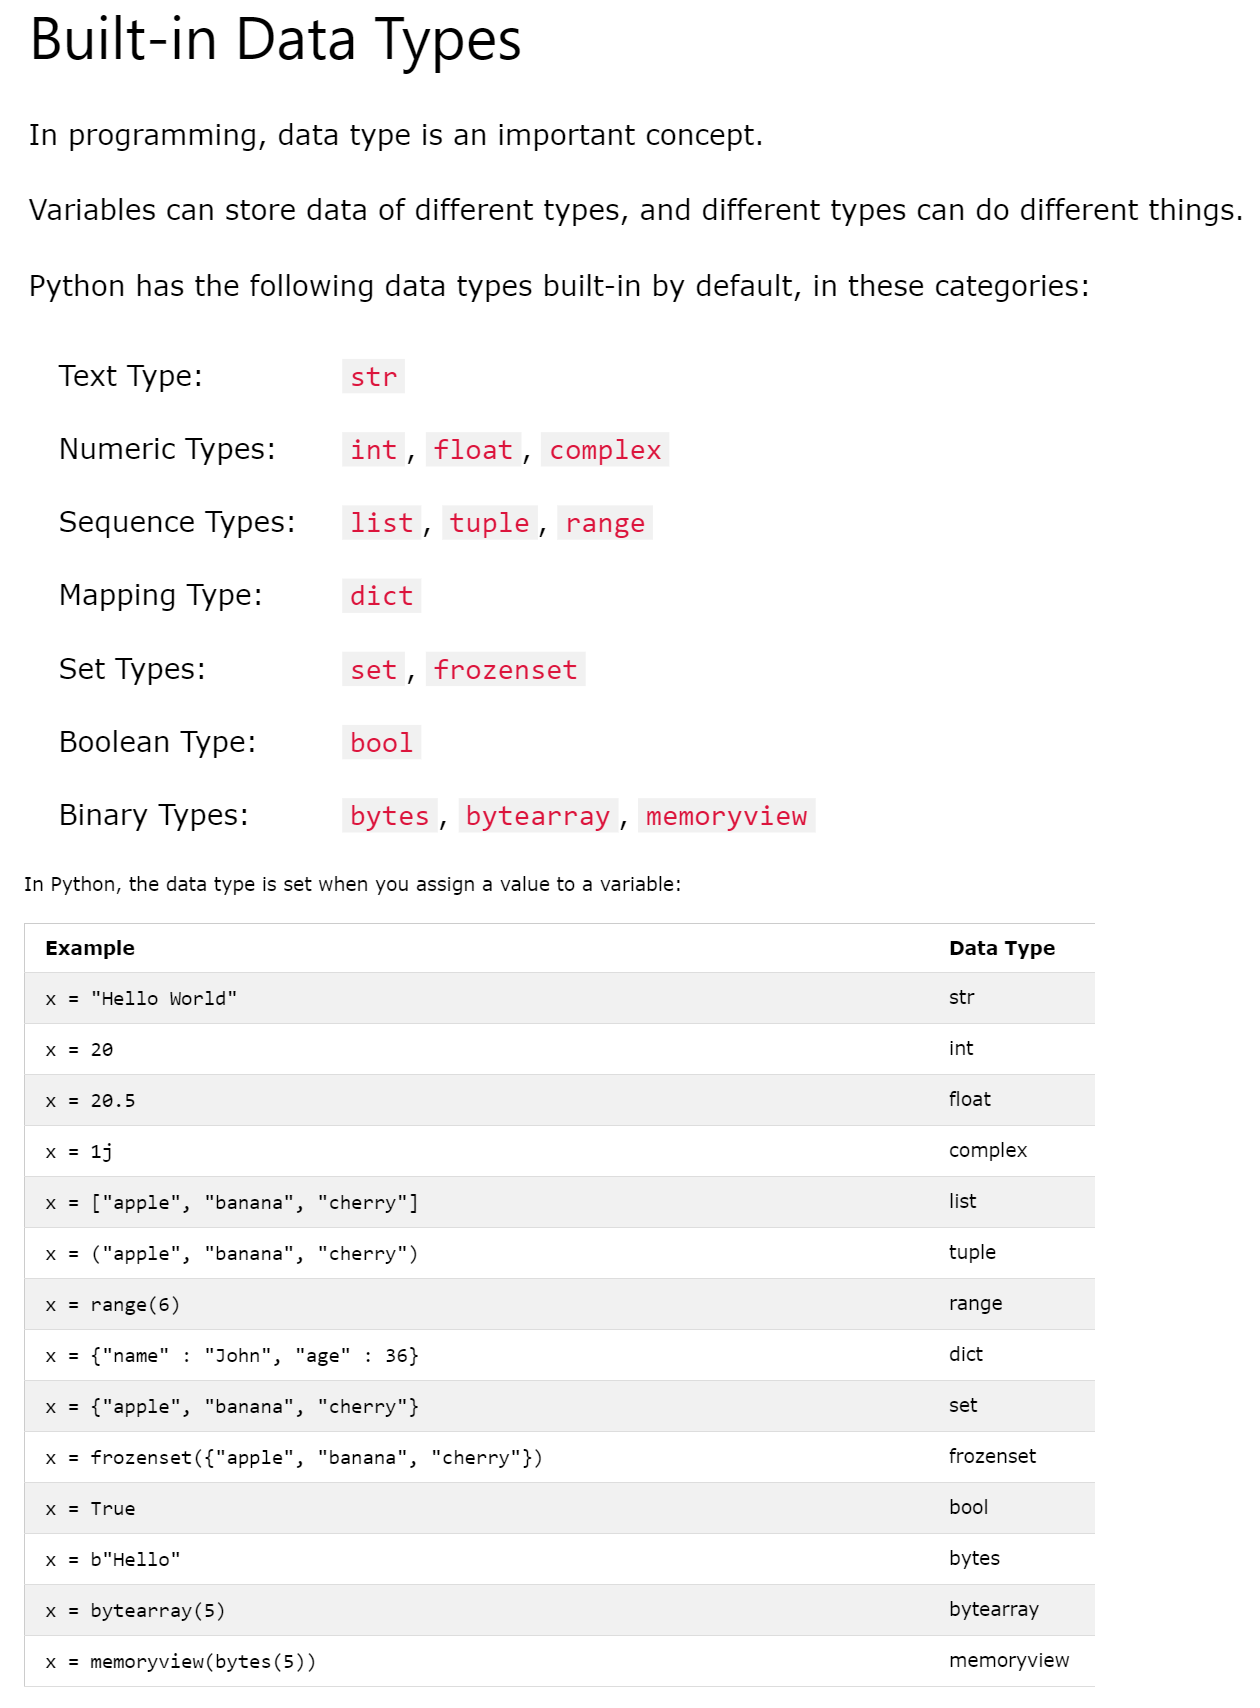 Built-in Data Types
In programming, data type is an important concept.
Variables can store data of different types, and different types can do different things.
Python has the following data types built-in by default, in these categories:
Text Type: str
Numeric Types: int, float, complex
Sequence Types: list, tuple, range
Mapping Type: dict
Set Types: set, frozenset
Boolean Type: bool
Binary Types: bytes, bytearray, memoryview
In Python, the data type is set when you assign a value to a variable:
Example Data Type
x = "Hello World" str
x = 20 int
x = 20.5 float
x = 1j complex
x = ["apple", "banana", "cherry"] list
x = ("apple", "banana", "cherry") tuple
x = range(6) range
x = {"name" : "John", "age" : 36} dict
x = {"apple", "banana", "cherry"} set
x = frozenset({"apple", "banana", "cherry"}) frozenset
x = True bool
x = b"Hello" bytes
x = bytearray(5) bytearray
x = memoryview(bytes(5)) memoryview